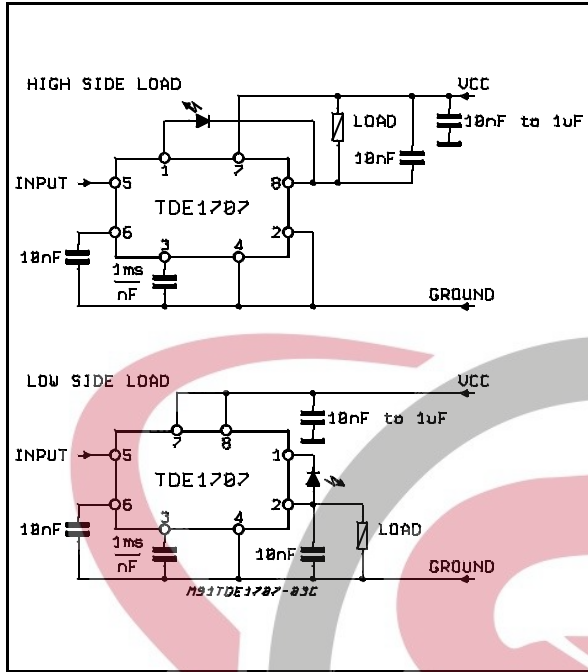 HIGH SIDE LOAD
VCC
LOAD
10nF to 1uF
10nF
1
7
INPUT
5
8
TDE1707
6
2
10nF
3
4
1ms
nF
GROUND
LOW SIDE LOAD
VCC
10nF to 1uF
7
8
INPUT
5
1
TDE1707
6
2
10nF
3
4
LOAD
1ms
nF
10nF
GROUND
M91TDE1707-03C